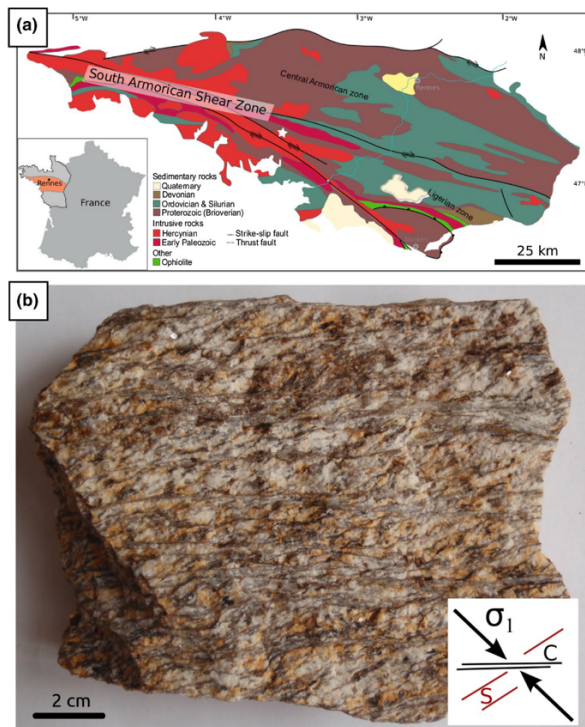 (a)
5°W
4°W
3°W
2°W
48°N
N
Central Armorican zone
Rennes
South Armorican Shear Zone
47°N
Ligerian zone
Rennes
France
Sedimentary rocks
Quaternary
Devonian
Ordovician & Silurian
Proterozoic (Brioverian)
Intrusive rocks
Hercynian
Early Paleozoic
Strike-slip fault
Thrust fault
Other
Ophiolite
25 km
(b)
σ1
C
S
2 cm